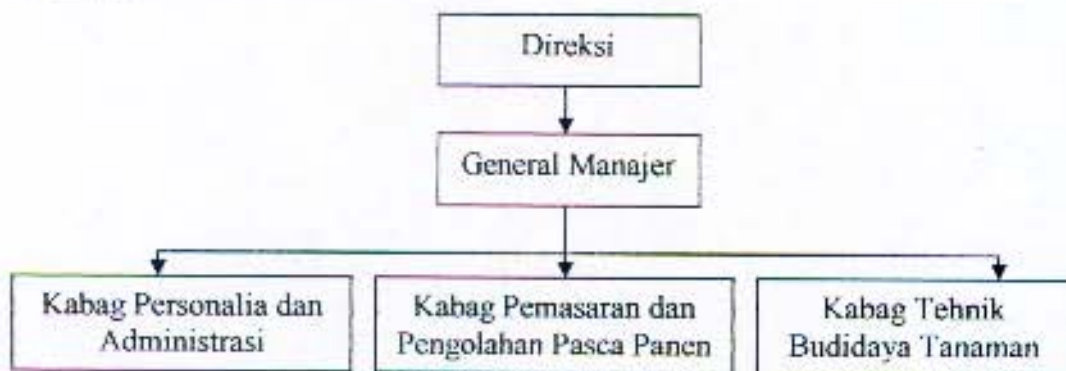 Direksi
General Manajer
Kabag Personalia dan
Administrasi
Kabag Pemasaran dan
Pengolahan Pasca Panen
Kabag Tehnik
Budidaya Tanaman